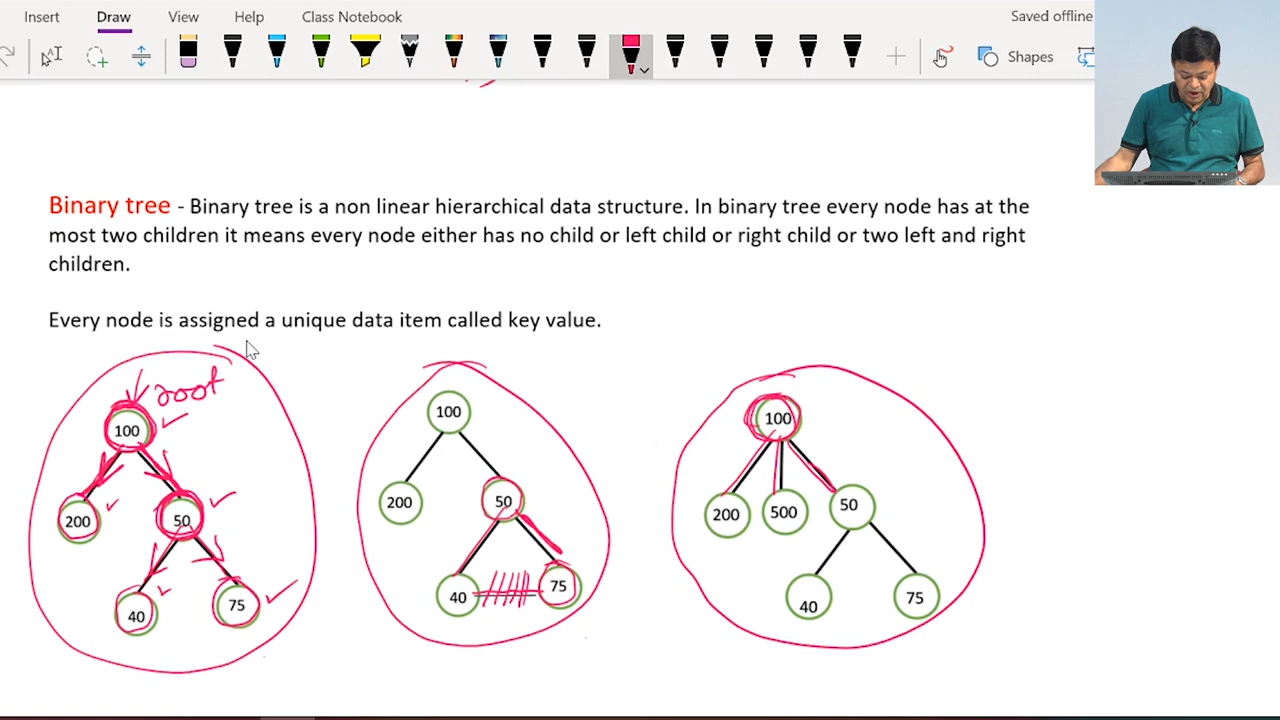 Insert Draw View Help Class Notebook Saved offline
Shapes
Binary tree - Binary tree is a non linear hierarchical data structure. In binary tree every node has at the
most two children it means every node either has no child or left child or right child or two left and right
children.
Every node is assigned a unique data item called key value.
root
100
200
50
40
75
100
200
50
40
75
100
200
500
50
40
75